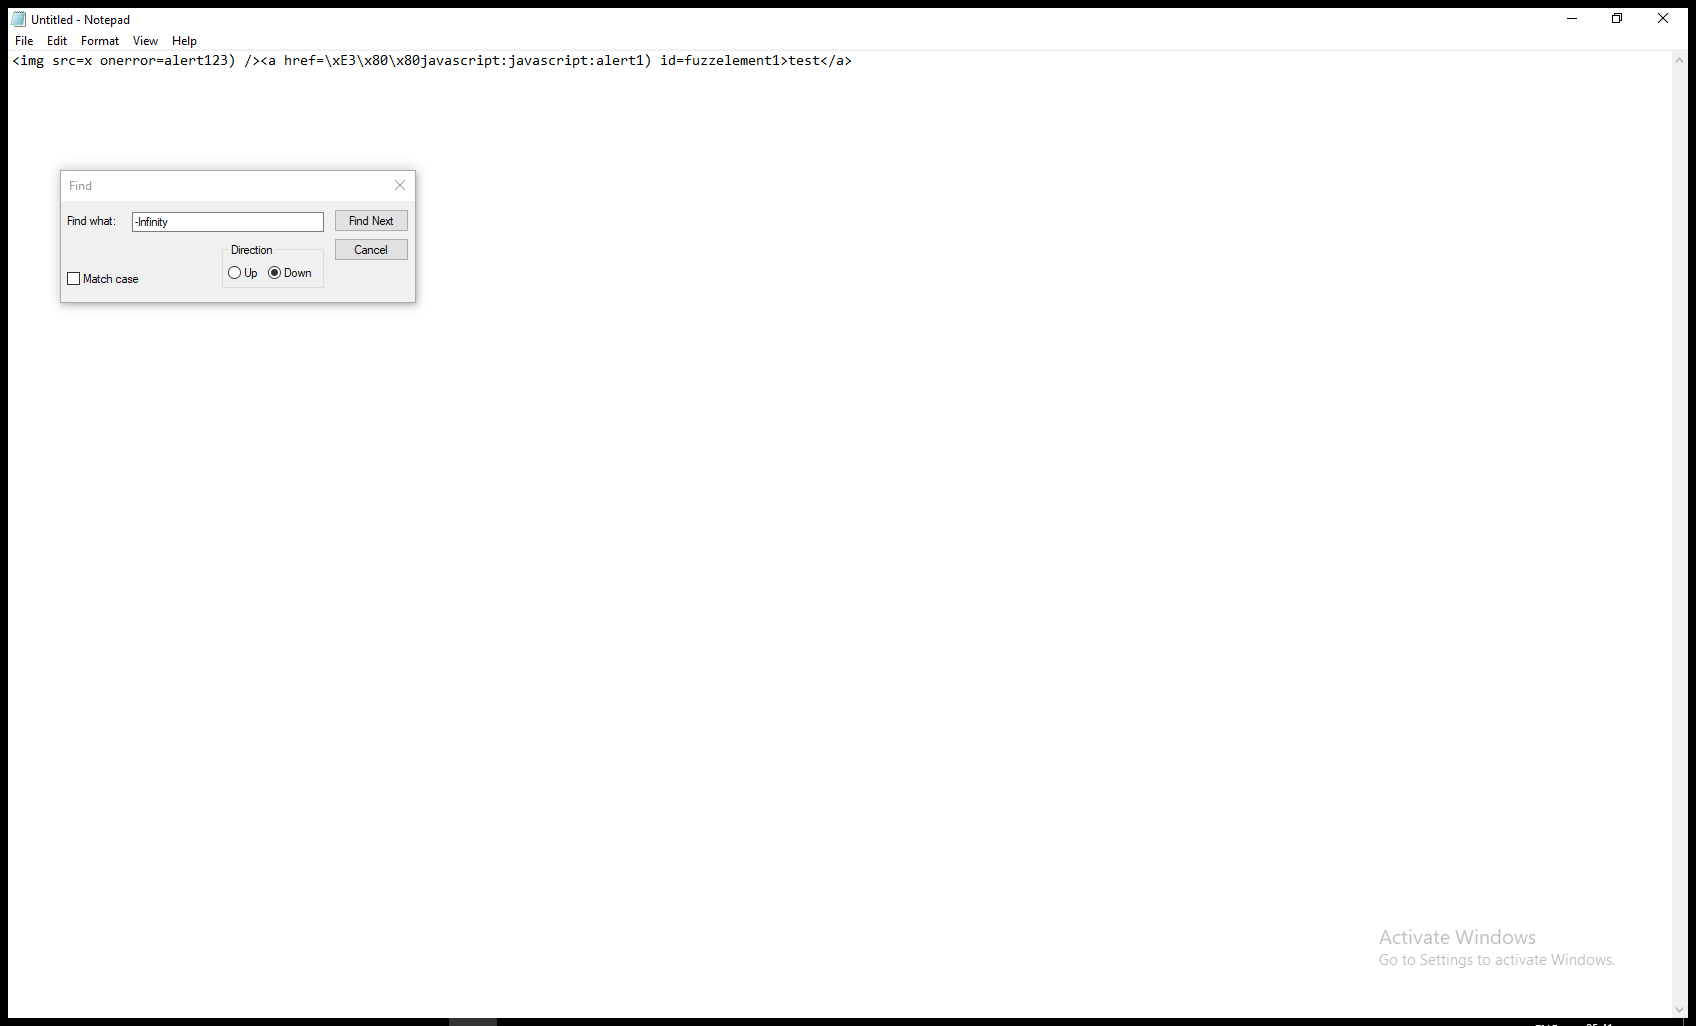 Untitled - Notepad
File Edit Format View Help
<img src=x onerror=alert123) /><a href=\xE3\x80\x80javascript:javascript:alert1) id=fuzzelement1>test</a>
Find
Find what: -Infinity Find Next
Direction Cancel
Up Down
Match case
Activate Windows
Go to Settings to activate Windows.